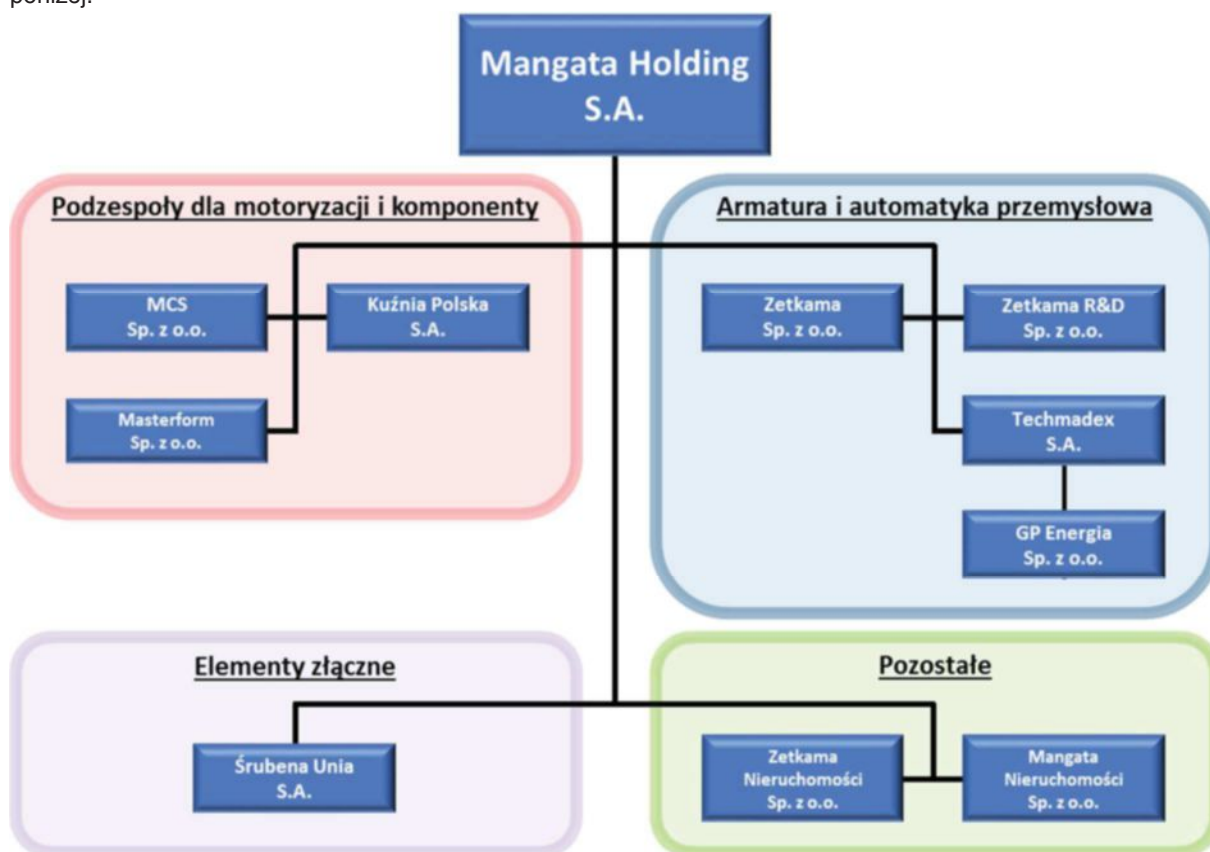 poniżej.
Mangata Holding
S.A.
Podzespoły dla motoryzacji i komponenty
MCS
Sp. z o.o.
Kuźnia Polska
S.A.
Masterform
Sp. z o.o.
Armatura i automatyka przemysłowa
Zetkama
Sp. z o.o.
Zetkama R&D
Sp. z o.o.
Techmadex
S.A.
GP Energia
Sp. z o.o.
Elementy złączne
Śrubena Unia
S.A.
Pozostałe
Zetkama
Nieruchomości
Sp. z o.o.
Mangata
Nieruchomości
Sp. z o.o.